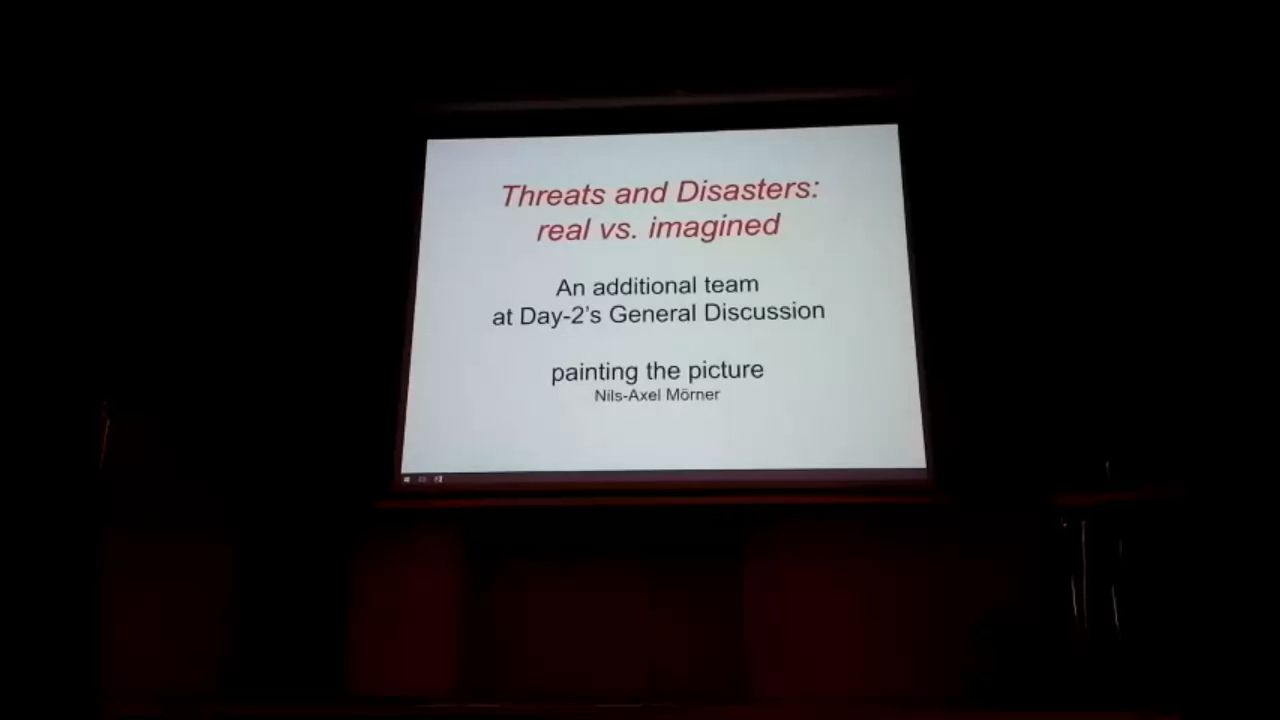 Threats and Disasters:
real vs. imagined
An additional team
at Day-2's General Discussion
painting the picture
Nils-Axel Mörner